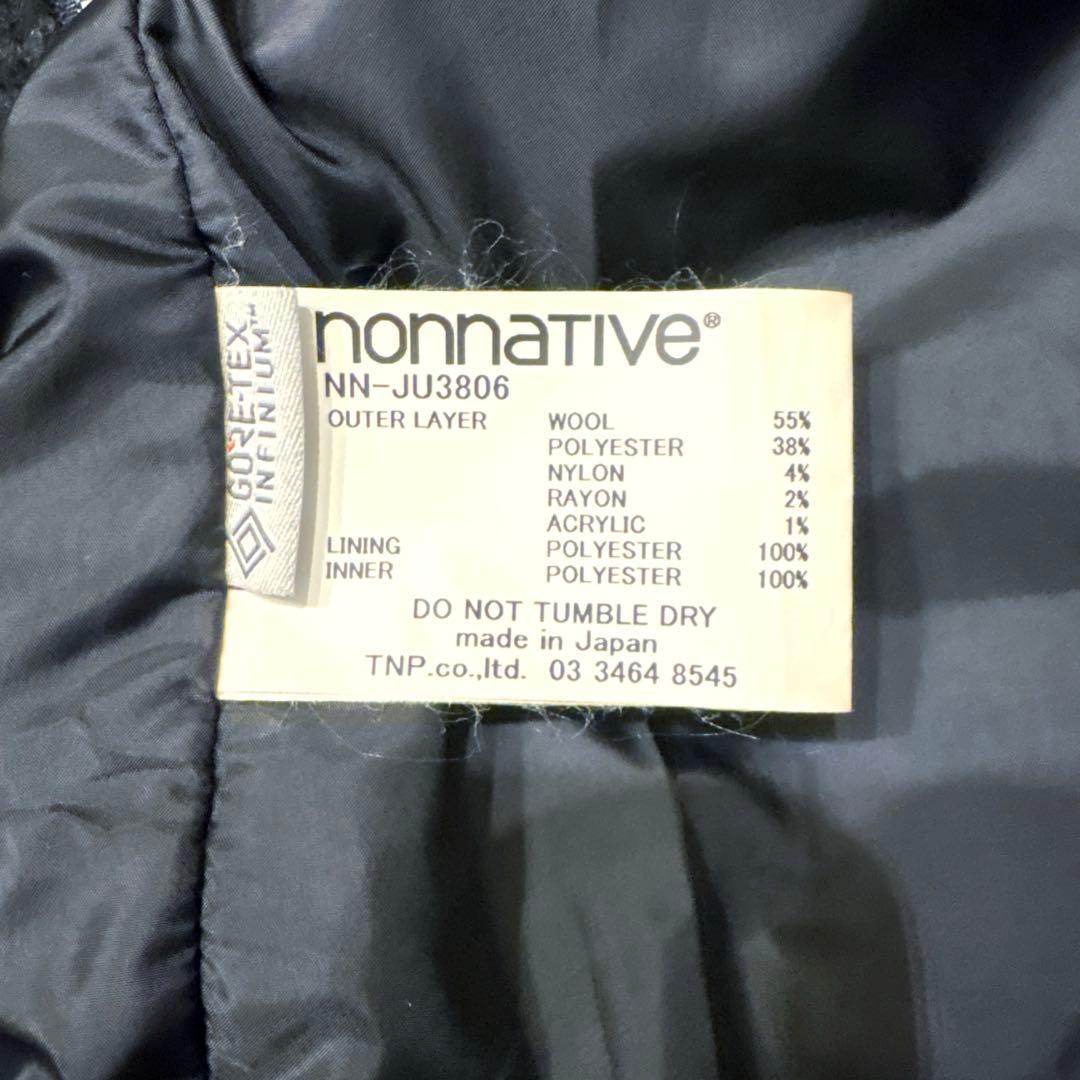 GORE-TEX
INFINIUM™
nonnaTIVe®
NN-JU3806
OUTER LAYER WOOL 55%
POLYESTER 38%
NYLON 4%
RAYON 2%
ACRYLIC 1%
LINING POLYESTER 100%
INNER POLYESTER 100%
DO NOT TUMBLE DRY
made in Japan
TNP.co.,ltd. 03 3464 8545